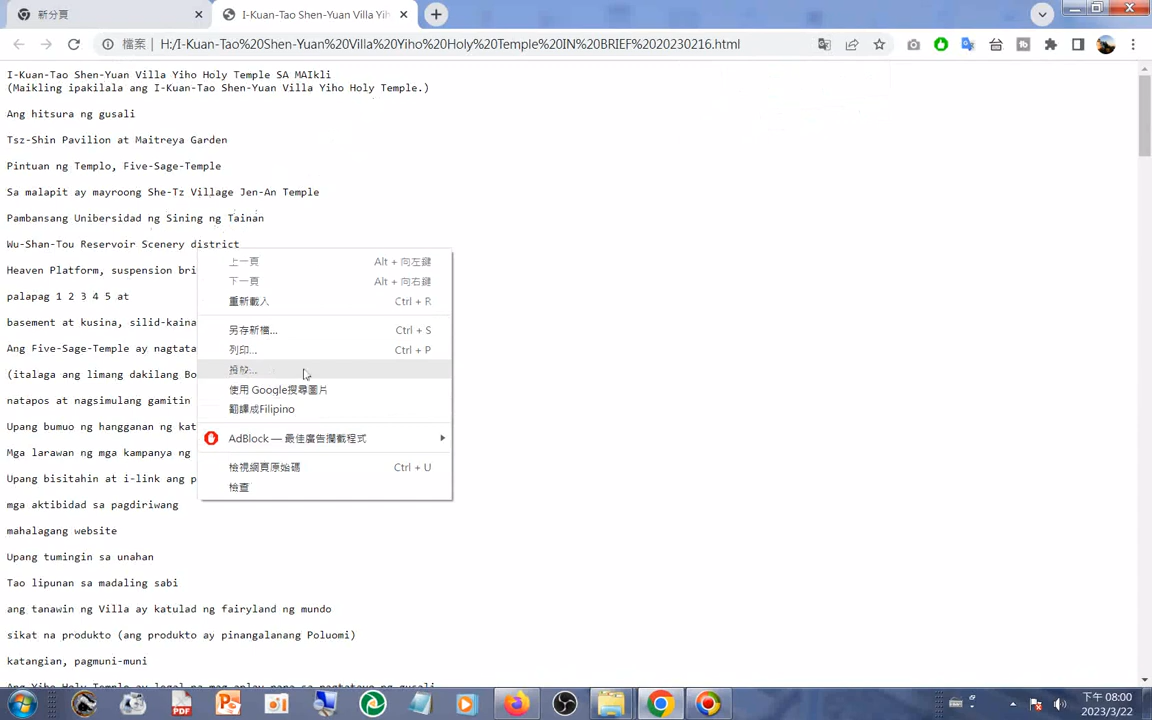 新分頁
I-Kuan-Tao Shen-Yuan Villa Yih
檔案
H:/I-Kuan-Tao%20Shen-Yuan%20Villa%20Yiho%20Holy%20Temple%20IN%20BRIEF%2020230216.html
I-Kuan-Tao Shen-Yuan Villa Yiho Holy Temple SA MAIkli
(Maikling ipakilala ang I-Kuan-Tao Shen-Yuan Villa Yiho Holy Temple.)
Ang hitsura ng gusali
Tsz-Shin Pavilion at Maitreya Garden
Pintuan ng Templo, Five-Sage-Temple
Sa malapit ay mayroong She-Tz Village Jen-An Temple
Pambansang Unibersidad ng Sining ng Tainan
Wu-Shan-Tou Reservoir Scenery district
Heaven Platform, suspension bri
palapag 1 2 3 4 5 at
basement at kusina, silid-kaina
Ang Five-Sage-Temple ay nagtata
(italaga ang limang dakilang Bo
natapos at nagsimulang gamitin
Upang bumuo ng hangganan ng kat
Mga larawan ng mga kampanya ng
Upang bisitahin at i-link ang p
mga aktibidad sa pagdiriwang
mahalagang website
Upang tumingin sa unahan
Tao lipunan sa madaling sabi
ang tanawin ng Villa ay katulad ng fairyland ng mundo
sikat na produkto (ang produkto ay pinangalanang Poluomi)
katangian, pagmuni-muni
上一頁 Alt + 向左鍵
下一頁 Alt + 向右鍵
重新載入 Ctrl + R
另存新檔... Ctrl + S
列印... Ctrl + P
投放...
使用 Google搜尋圖片
翻譯成Filipino
AdBlock — 最佳廣告攔截程式
檢視網頁原始碼 Ctrl + U
檢查
PDF
下午 08:00
2023/3/22